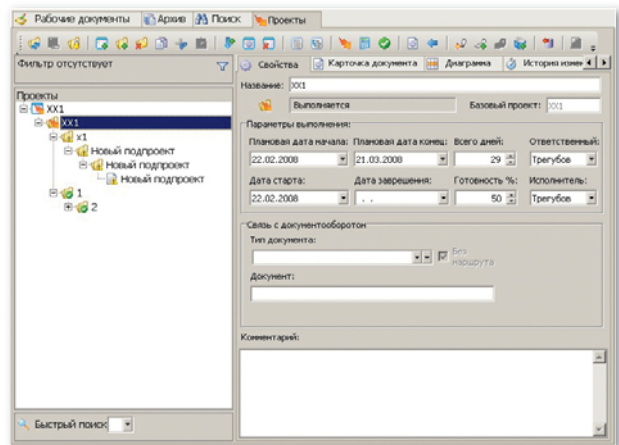 Рабочие документы Архив Поиск Проекты
Фильтр отсутствует
Свойства Карточка документа Диаграмма История измен
Проекты
XX1
XX1
x1
Новый подпроект
Новый подпроект
Новый подпроект
1
2
Быстрый поиск
Название: XX1
Выполняется Базовый проект: XX1
Параметры выполнения:
Плановая дата начала: Плановая дата конец: Всего дней: Ответственный:
22.02.2008 21.03.2008 29 Трегубов
Дата старта: Дата заврешения: Готовность %: Исполнитель:
22.02.2008 . . 50 Трегубов
Связь с документооборотом
Тип документа:
Без
маршрута
Документ:
Комментарий: